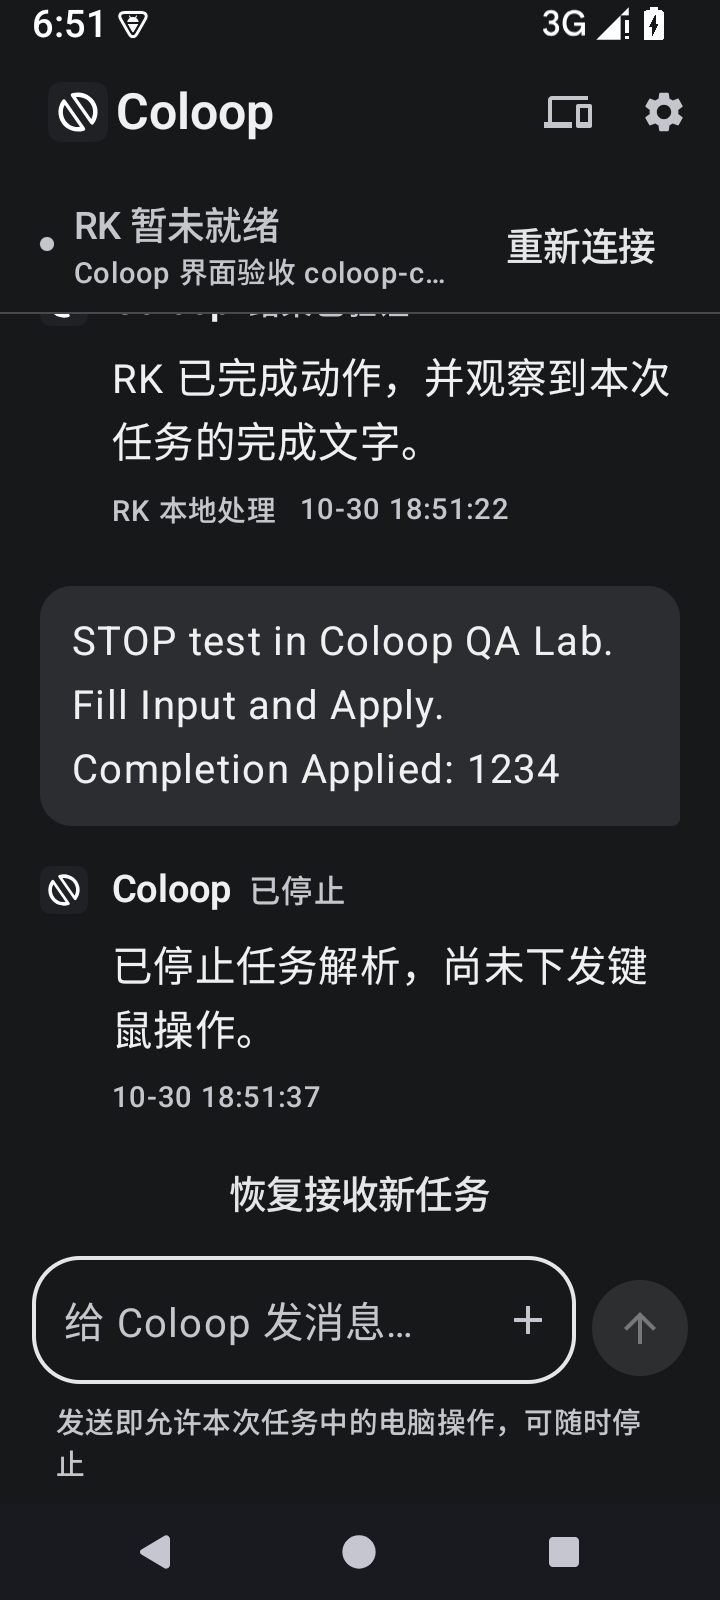 6:51
3G
Coloop
RK 暂未就绪
Coloop 界面验收 coloop-c…
重新连接
RK 已完成动作，并观察到本次
任务的完成文字。
RK 本地处理 10-30 18:51:22
STOP test in Coloop QA Lab.
Fill Input and Apply.
Completion Applied: 1234
Coloop 已停止
已停止任务解析，尚未下发键
鼠操作。
10-30 18:51:37
恢复接收新任务
给 Coloop 发消息…
发送即允许本次任务中的电脑操作，可随时停
止